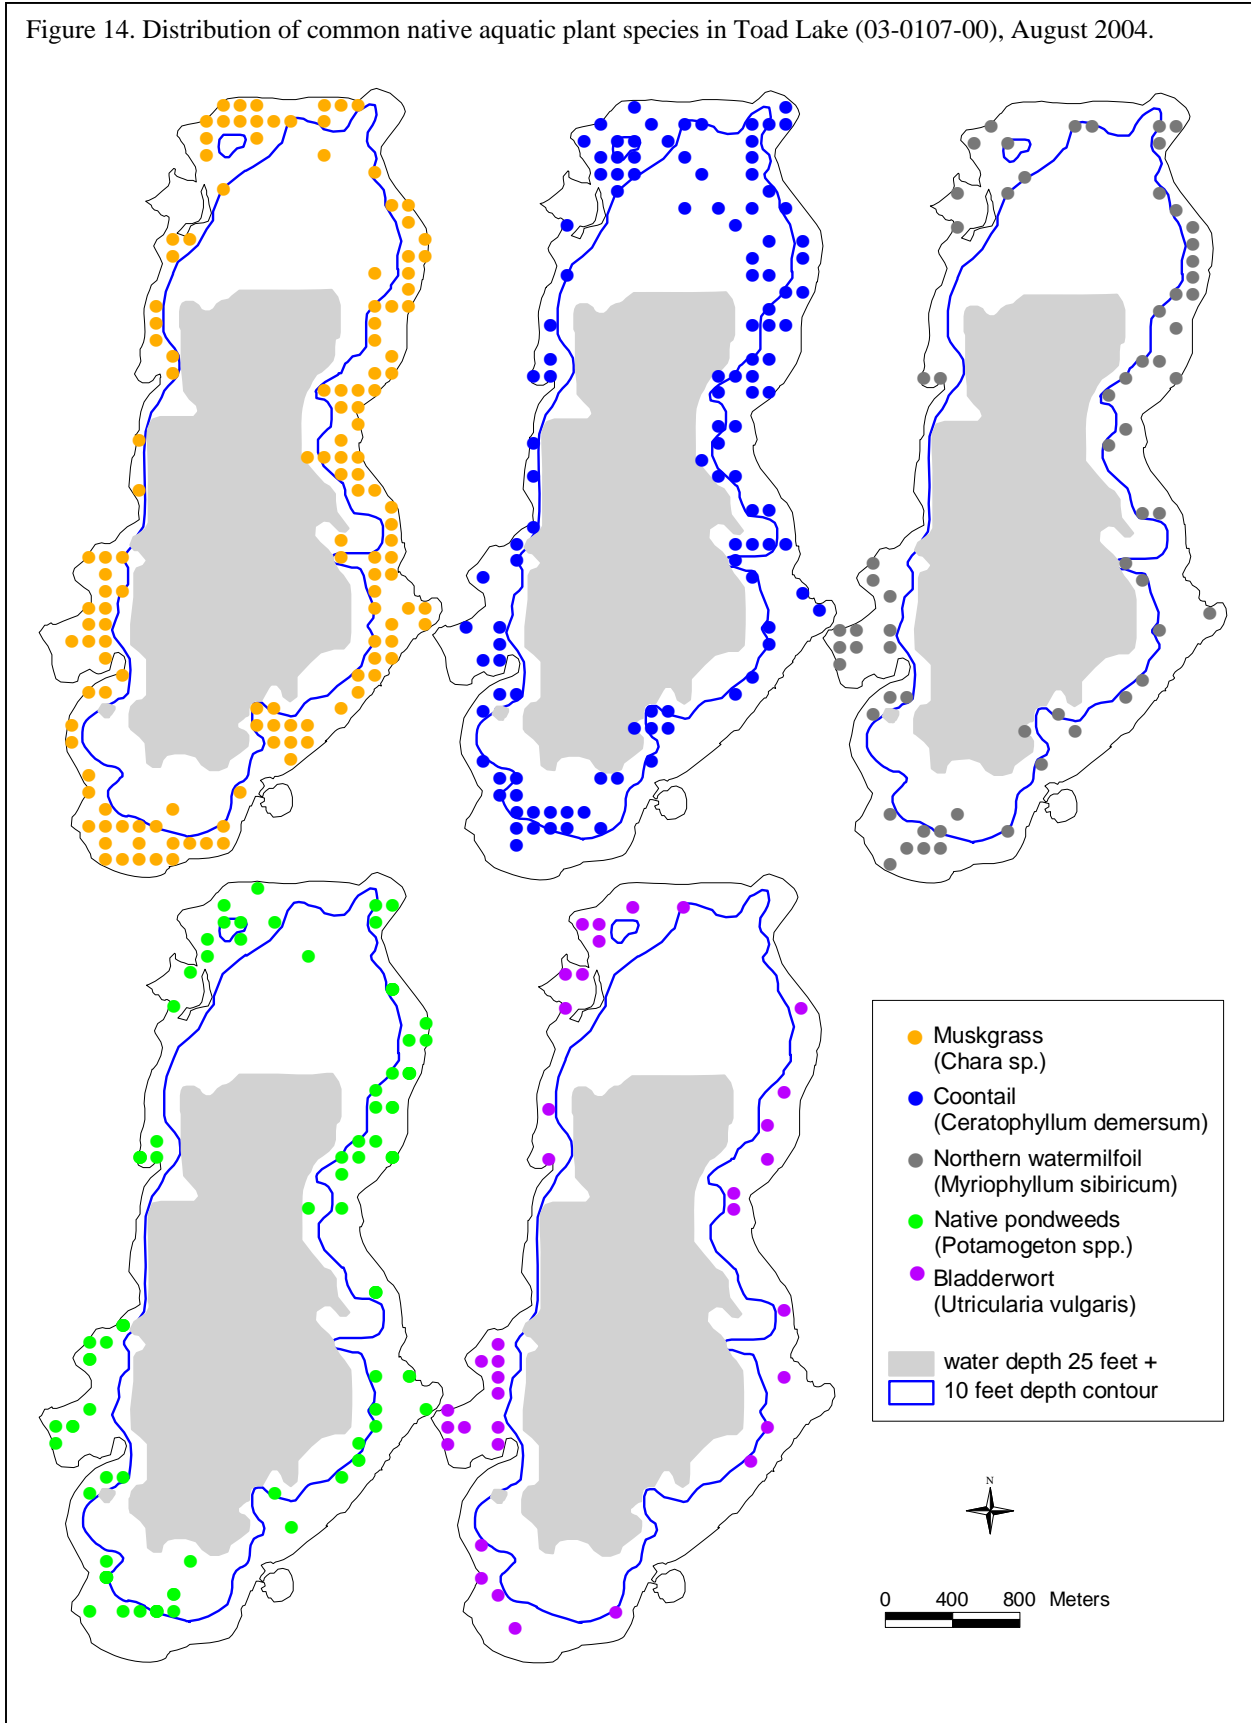 Figure 14. Distribution of common native aquatic plant species in Toad Lake (03-0107-00), August 2004.
Muskgrass
(Chara sp.)
Coontail
(Ceratophyllum demersum)
Northern watermilfoil
(Myriophyllum sibiricum)
Native pondweeds
(Potamogeton spp.)
Bladderwort
(Utricularia vulgaris)
water depth 25 feet +
10 feet depth contour
N
0 400 800 Meters